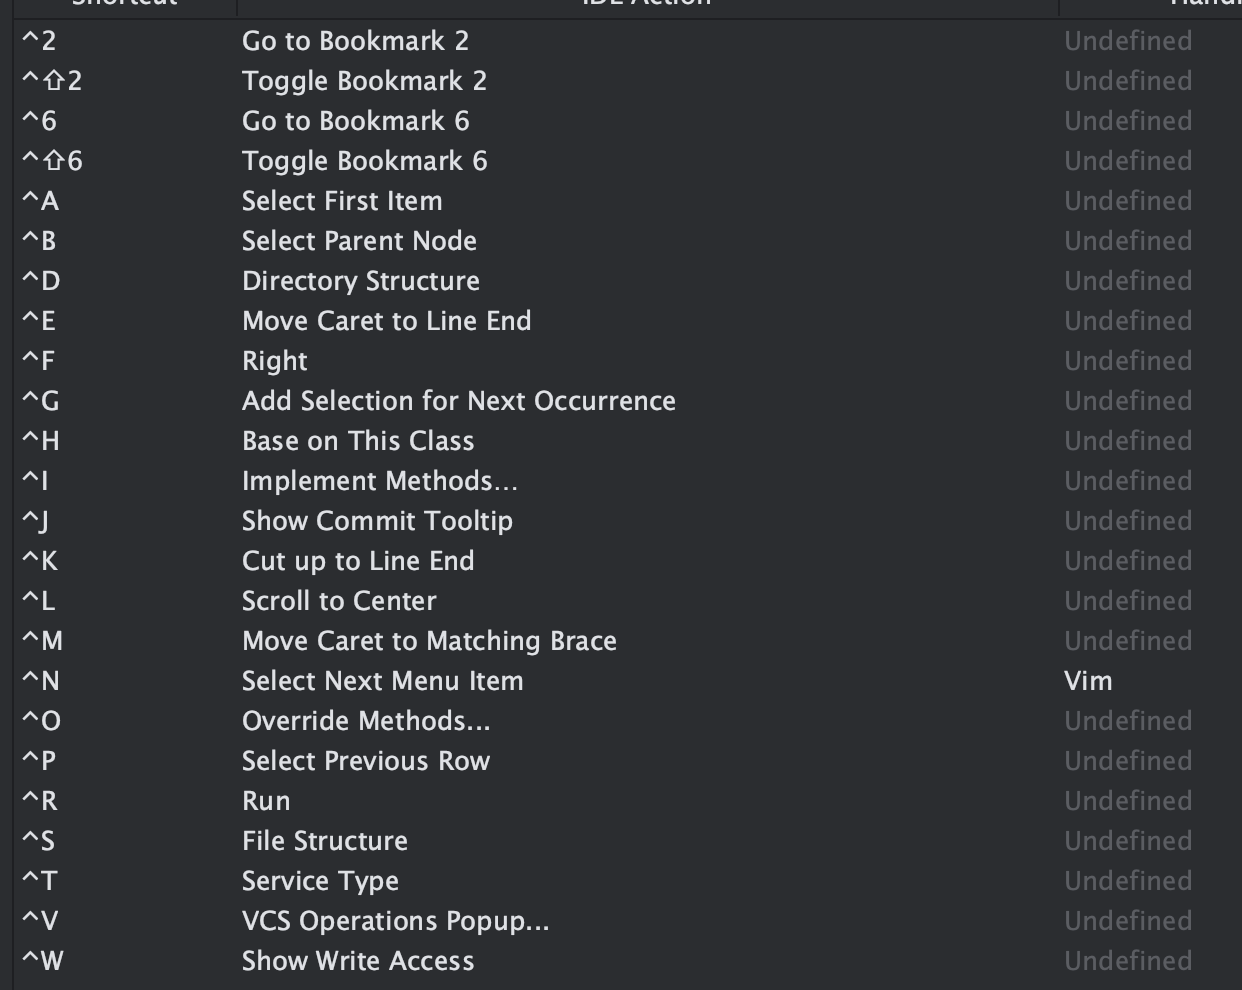 Shortcut IDE Action
^2 Go to Bookmark 2 Undefined
^⇧2 Toggle Bookmark 2 Undefined
^6 Go to Bookmark 6 Undefined
^⇧6 Toggle Bookmark 6 Undefined
^A Select First Item Undefined
^B Select Parent Node Undefined
^D Directory Structure Undefined
^E Move Caret to Line End Undefined
^F Right Undefined
^G Add Selection for Next Occurrence Undefined
^H Base on This Class Undefined
^I Implement Methods... Undefined
^J Show Commit Tooltip Undefined
^K Cut up to Line End Undefined
^L Scroll to Center Undefined
^M Move Caret to Matching Brace Undefined
^N Select Next Menu Item Vim
^O Override Methods... Undefined
^P Select Previous Row Undefined
^R Run Undefined
^S File Structure Undefined
^T Service Type Undefined
^V VCS Operations Popup... Undefined
^W Show Write Access Undefined